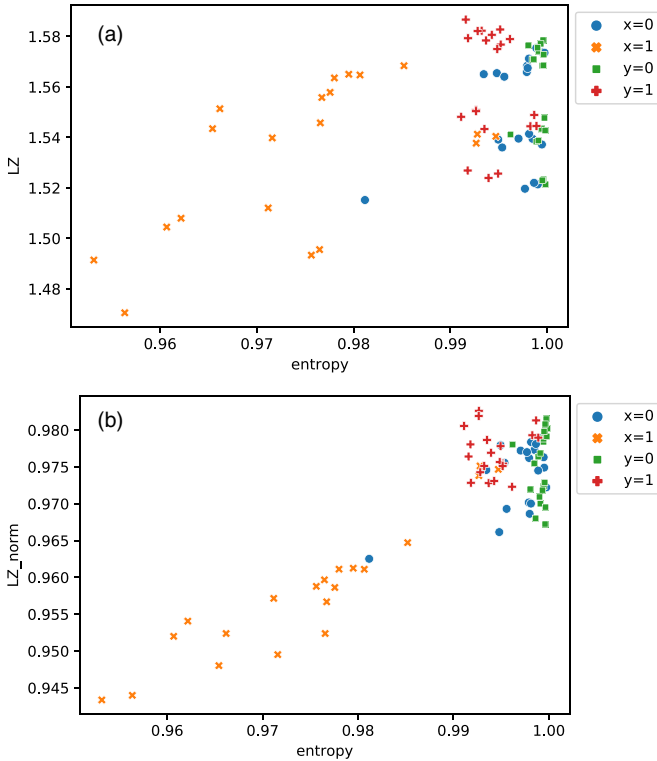 (a)
1.58
1.56
1.54
1.52
1.50
1.48
LZ
0.96
0.97
0.98
0.99
1.00
entropy
x=0
x=1
y=0
y=1
(b)
0.980
0.975
0.970
0.965
0.960
0.955
0.950
0.945
LZ_norm
0.96
0.97
0.98
0.99
1.00
entropy
x=0
x=1
y=0
y=1